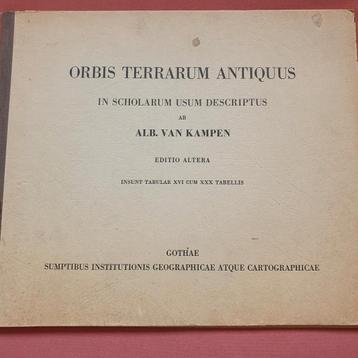 ORBIS TERRARUM ANTIQUUS
IN SCHOLARUM USUM DESCRIPTUS
AB
ALB. VAN KAMPEN
EDITIO ALTERA
INSUNT TABULAE XVI CUM XXX TABELLIS
GOTHAE
SUMPTIBUS INSTITUTIONIS GEOGRAPHICAE ATQUE CARTOGRAPHICAE